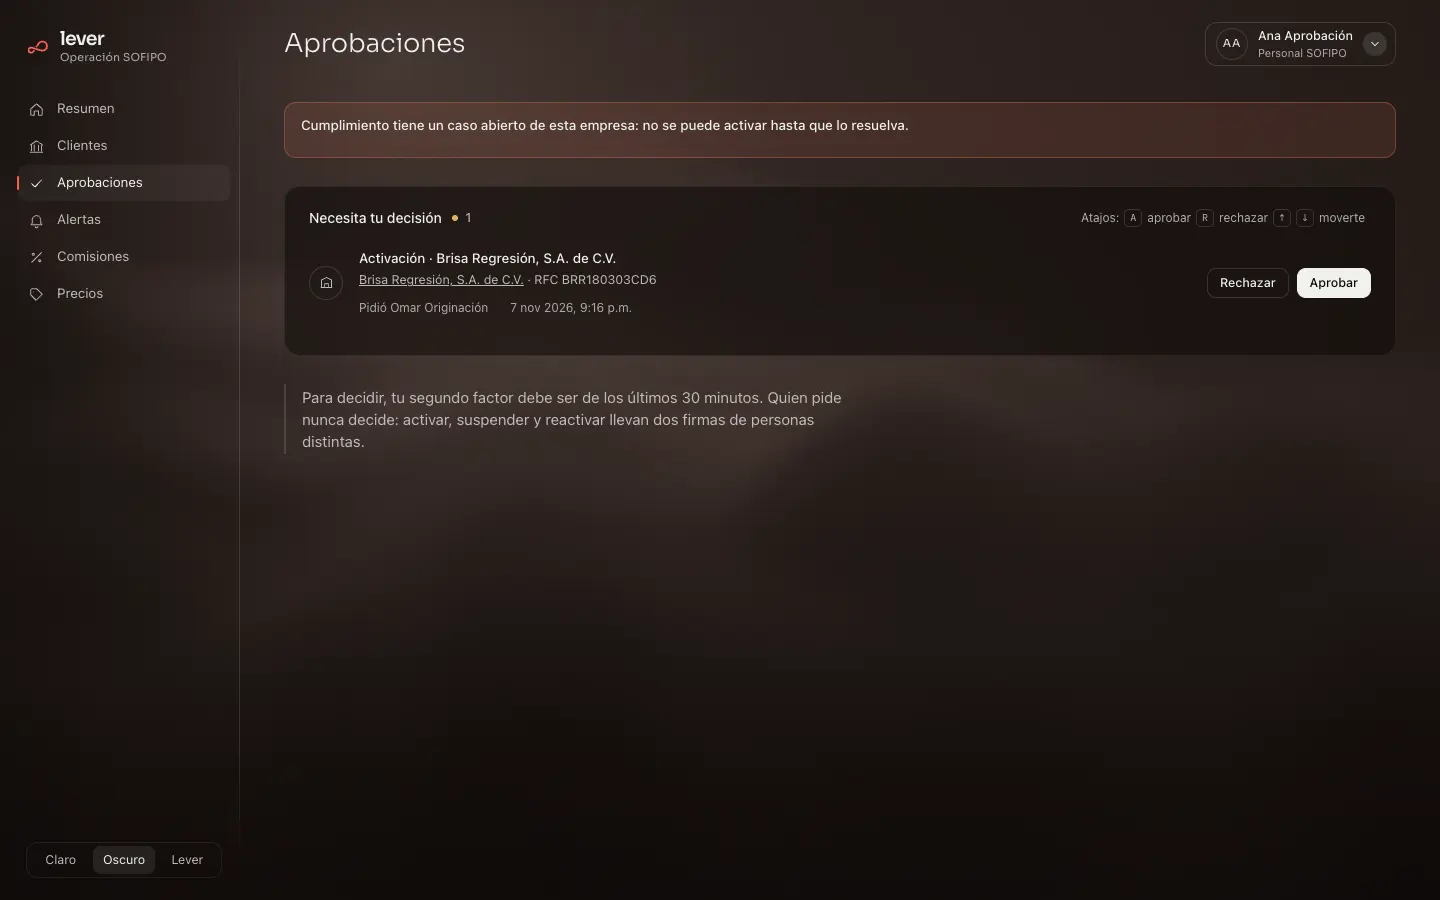 lever
Operación SOFIPO
Resumen
Clientes
Aprobaciones
Alertas
Comisiones
Precios
Claro
Oscuro
Lever
Aprobaciones
AA
Ana Aprobación
Personal SOFIPO
Cumplimiento tiene un caso abierto de esta empresa: no se puede activar hasta que lo resuelva.
Necesita tu decisión 1
Atajos: A aprobar R rechazar ↑ ↓ moverte
Activación · Brisa Regresión, S.A. de C.V.
Brisa Regresión, S.A. de C.V. · RFC BRR180303CD6
Pidió Omar Originación 7 nov 2026, 9:16 p.m.
Rechazar
Aprobar
Para decidir, tu segundo factor debe ser de los últimos 30 minutos. Quien pide
nunca decide: activar, suspender y reactivar llevan dos firmas de personas
distintas.